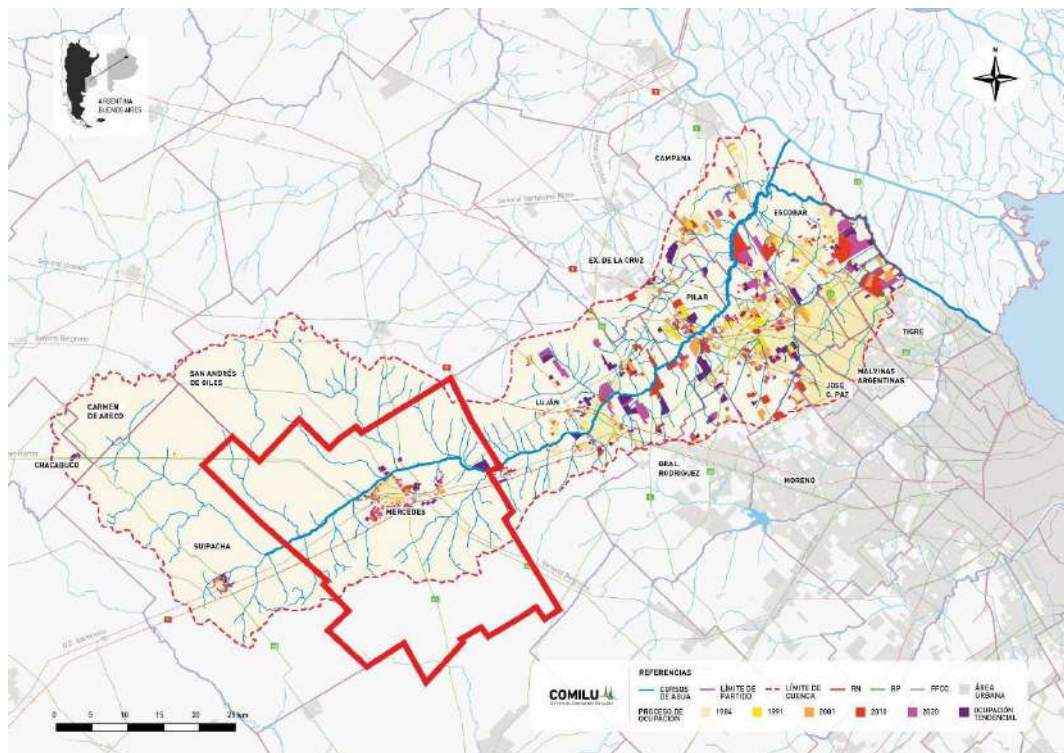 N
ARGENTINA
BUENOS AIRES
CAMPANA
ESCOBAR
EX. DE LA CRUZ
PILAR
TIGRE
MALVINAS
ARGENTINAS
JOSE
C. PAZ
SAN ANDRÉS
DE GILES
LUJÁN
CARMEN
DE ARECO
CHACABUCO
GRAL.
RODRIGUEZ
MORENO
MERCEDES
SUIPACHA
COMILU
REFERENCIAS
CURSOS
DE AGUA
LÍMITE DE
PARTIDO
LÍMITE DE
CUENCA
RN
RP
FFCC
ÁREA
URBANA
PROCESO DE
OCUPACIÓN
1984
1991
2001
2010
2020
OCUPACIÓN
TENDENCIAL
0 5 10 15 20 25 km